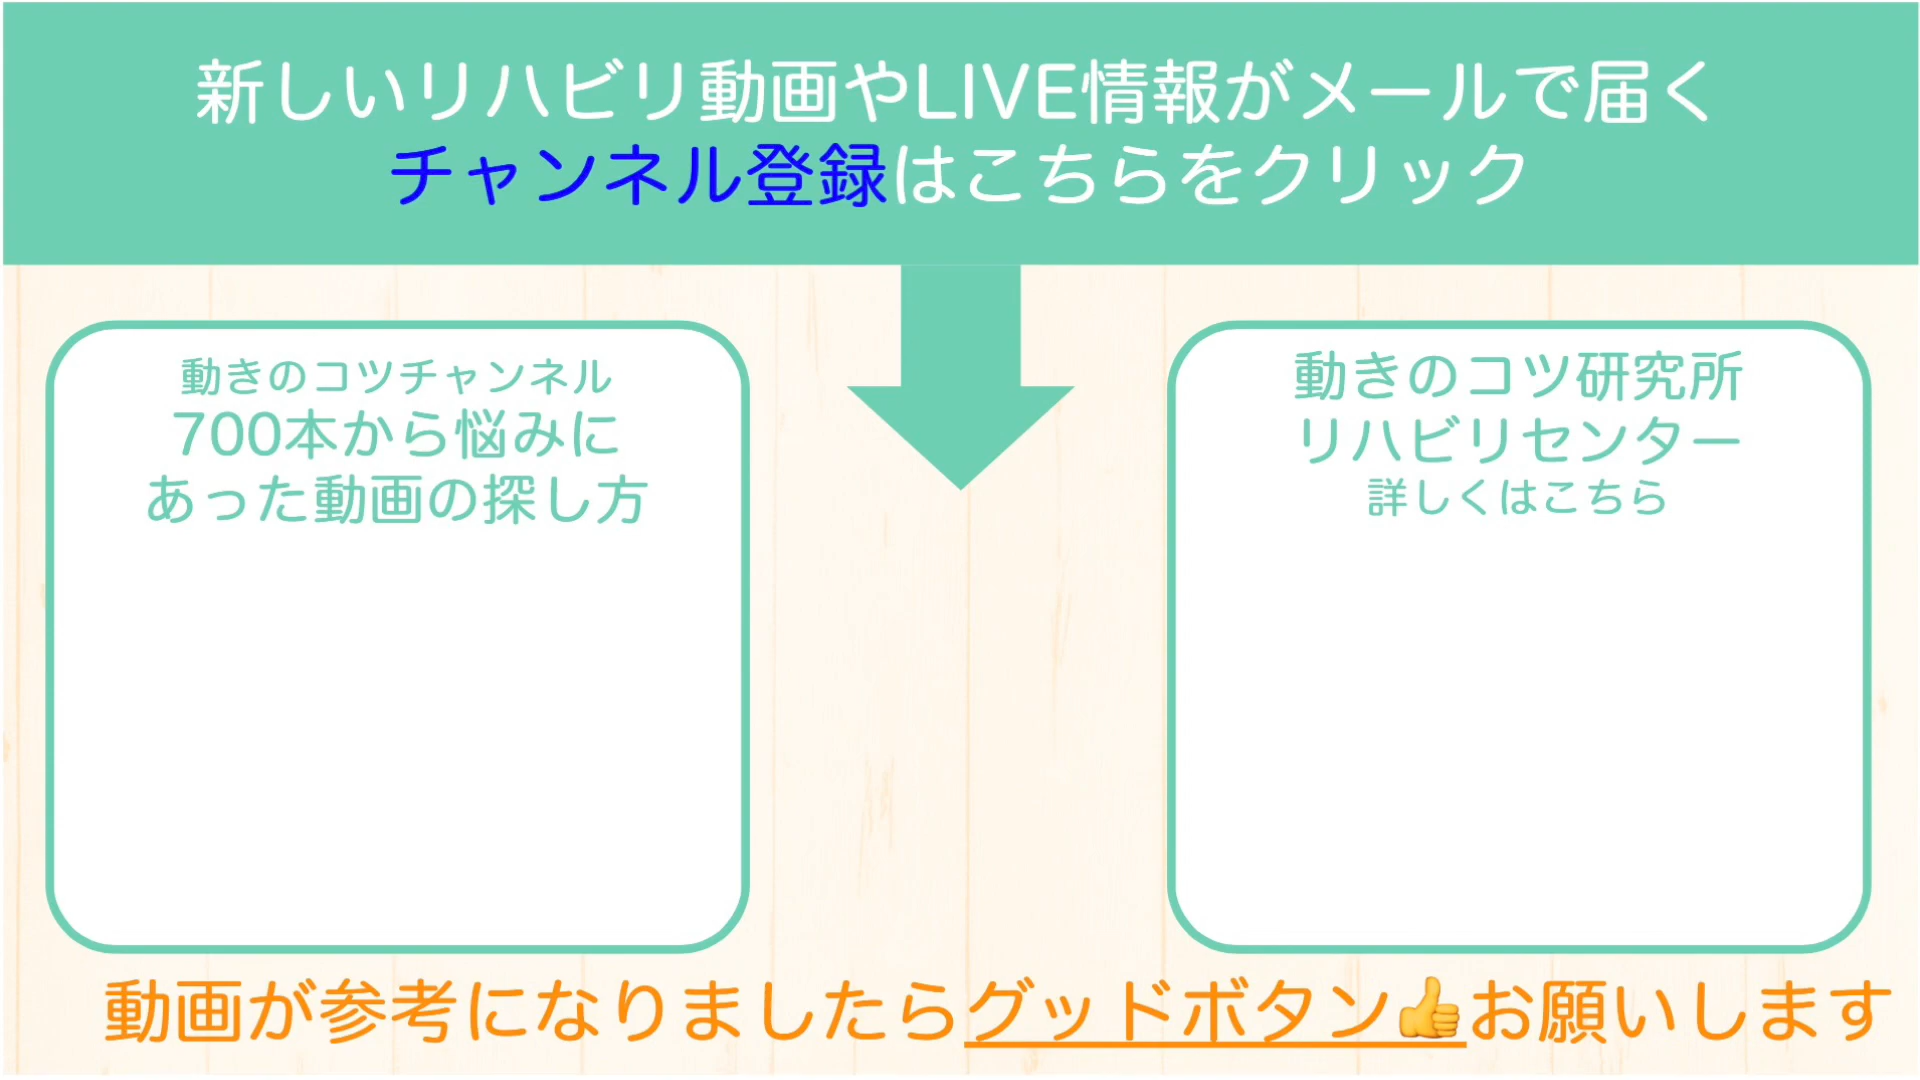 新しいリハビリ動画やLIVE情報がメールで届く
チャンネル登録はこちらをクリック
動きのコツチャンネル
700本から悩みに
あった動画の探し方
動きのコツ研究所
リハビリセンター
詳しくはこちら
動画が参考になりましたらグッドボタン👍お願いします